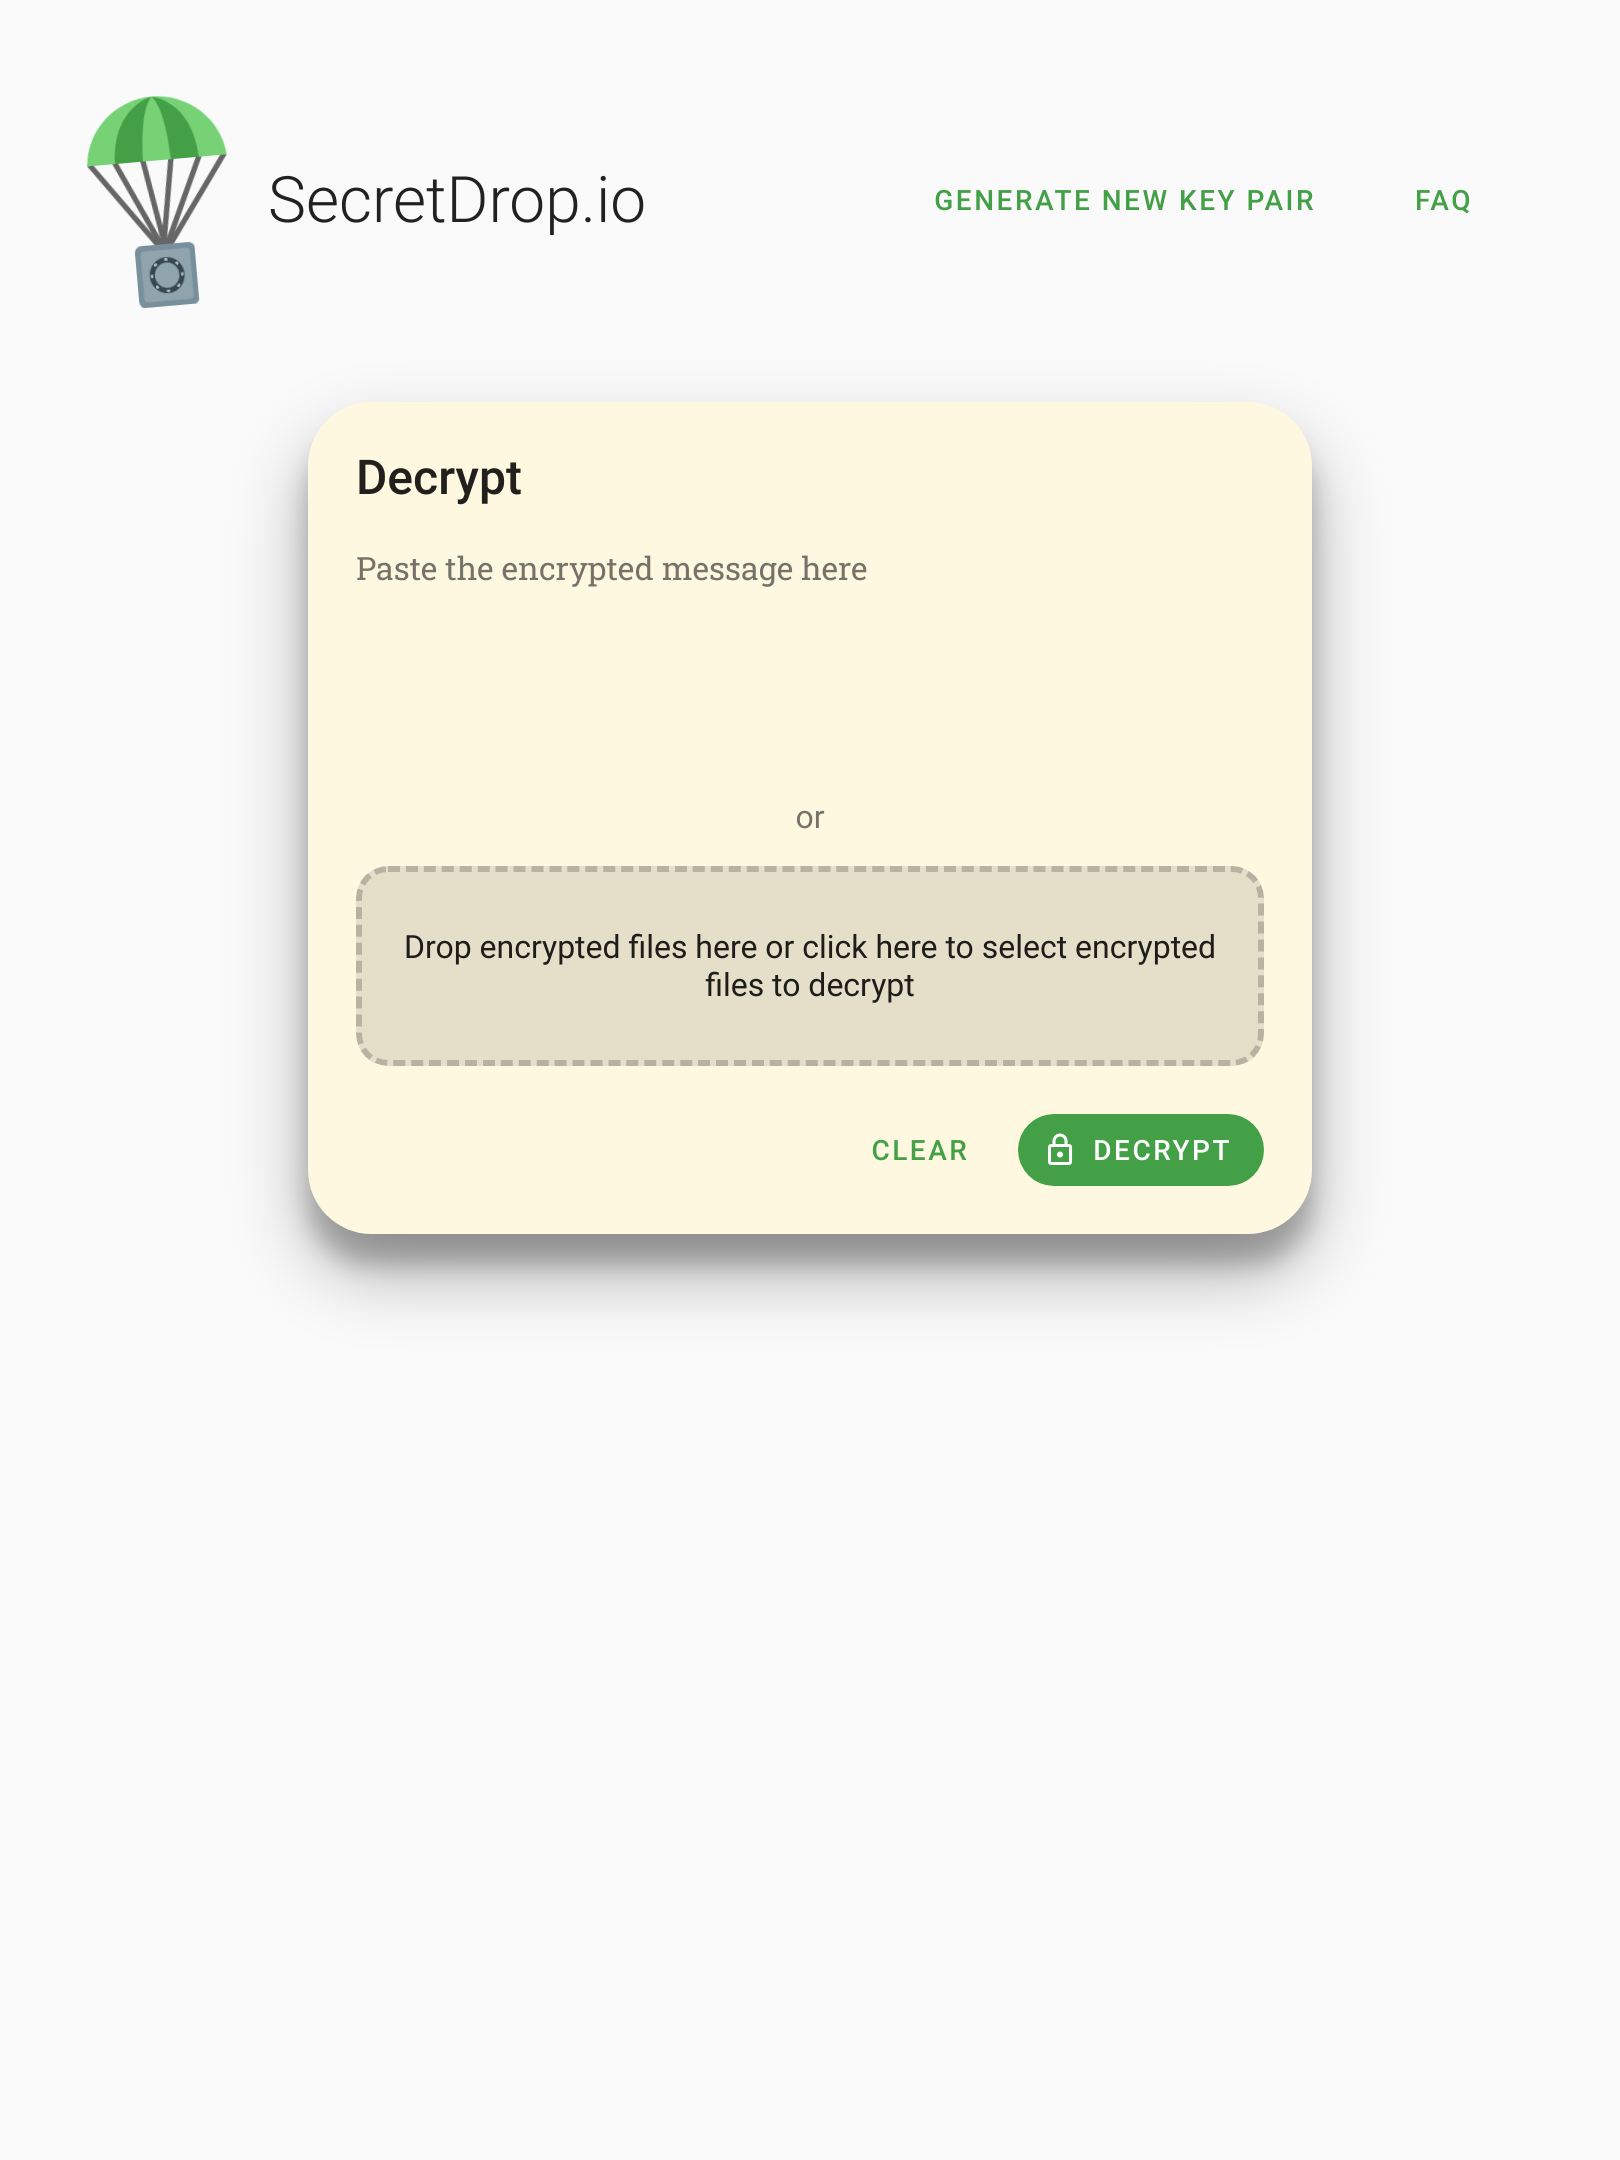 SecretDrop.io
GENERATE NEW KEY PAIR
FAQ
Decrypt
Paste the encrypted message here
or
Drop encrypted files here or click here to select encrypted
files to decrypt
CLEAR
DECRYPT